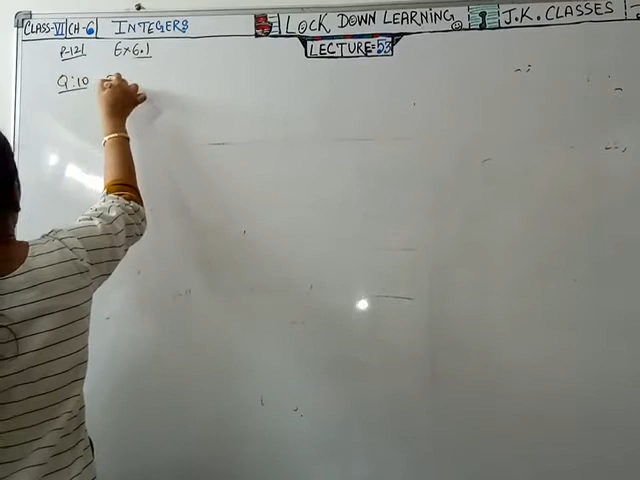 CLASS-VI CH-6 INTEGERS LOCK DOWN LEARNING J.K. CLASSES
LECTURE=53
P-121 Ex 6.1
Q:10